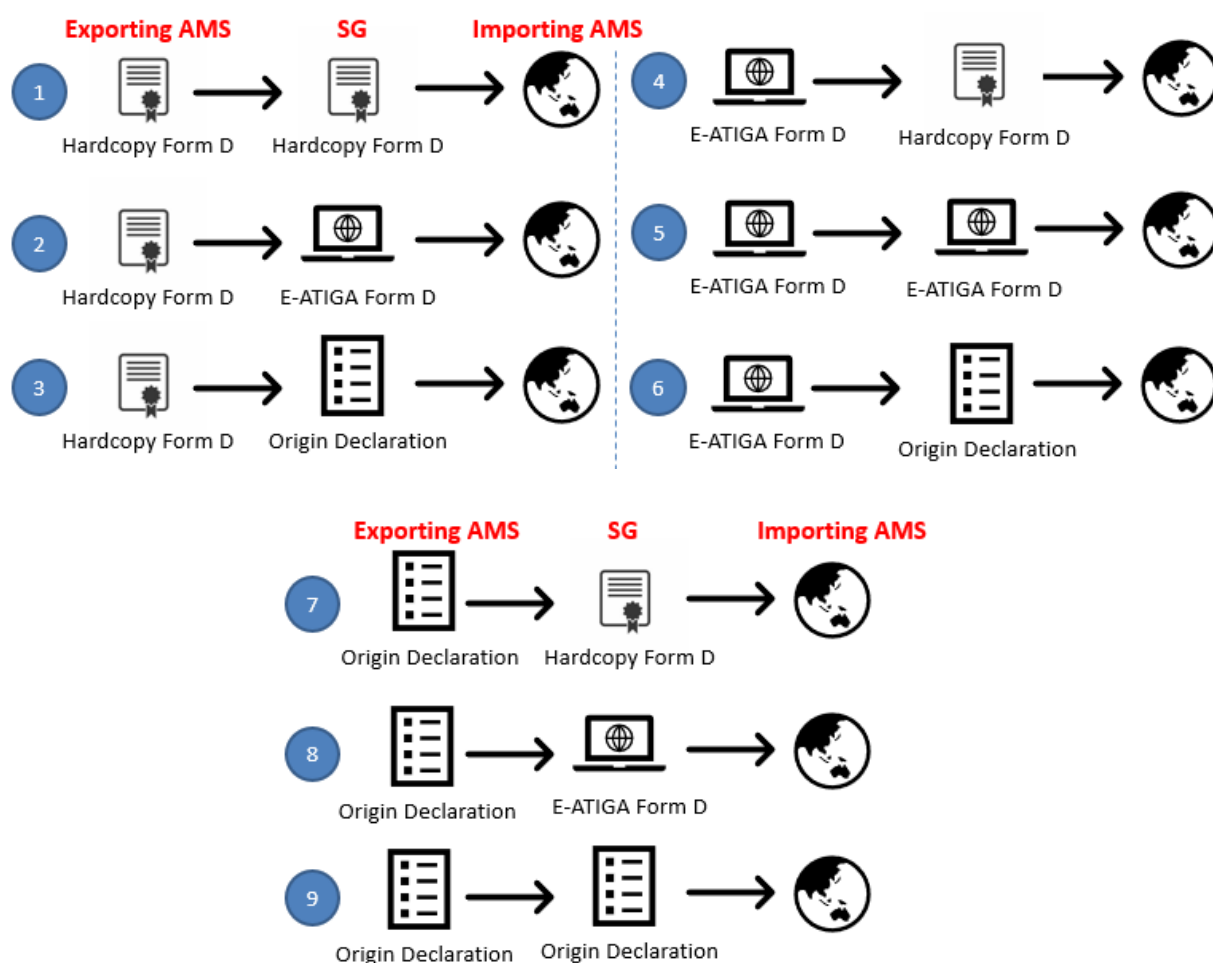 Exporting AMS SG Importing AMS
1
Hardcopy Form D Hardcopy Form D
2
Hardcopy Form D E-ATIGA Form D
3
Hardcopy Form D Origin Declaration
4
E-ATIGA Form D Hardcopy Form D
5
E-ATIGA Form D E-ATIGA Form D
6
E-ATIGA Form D Origin Declaration
Exporting AMS SG Importing AMS
7
Origin Declaration Hardcopy Form D
8
Origin Declaration E-ATIGA Form D
9
Origin Declaration Origin Declaration